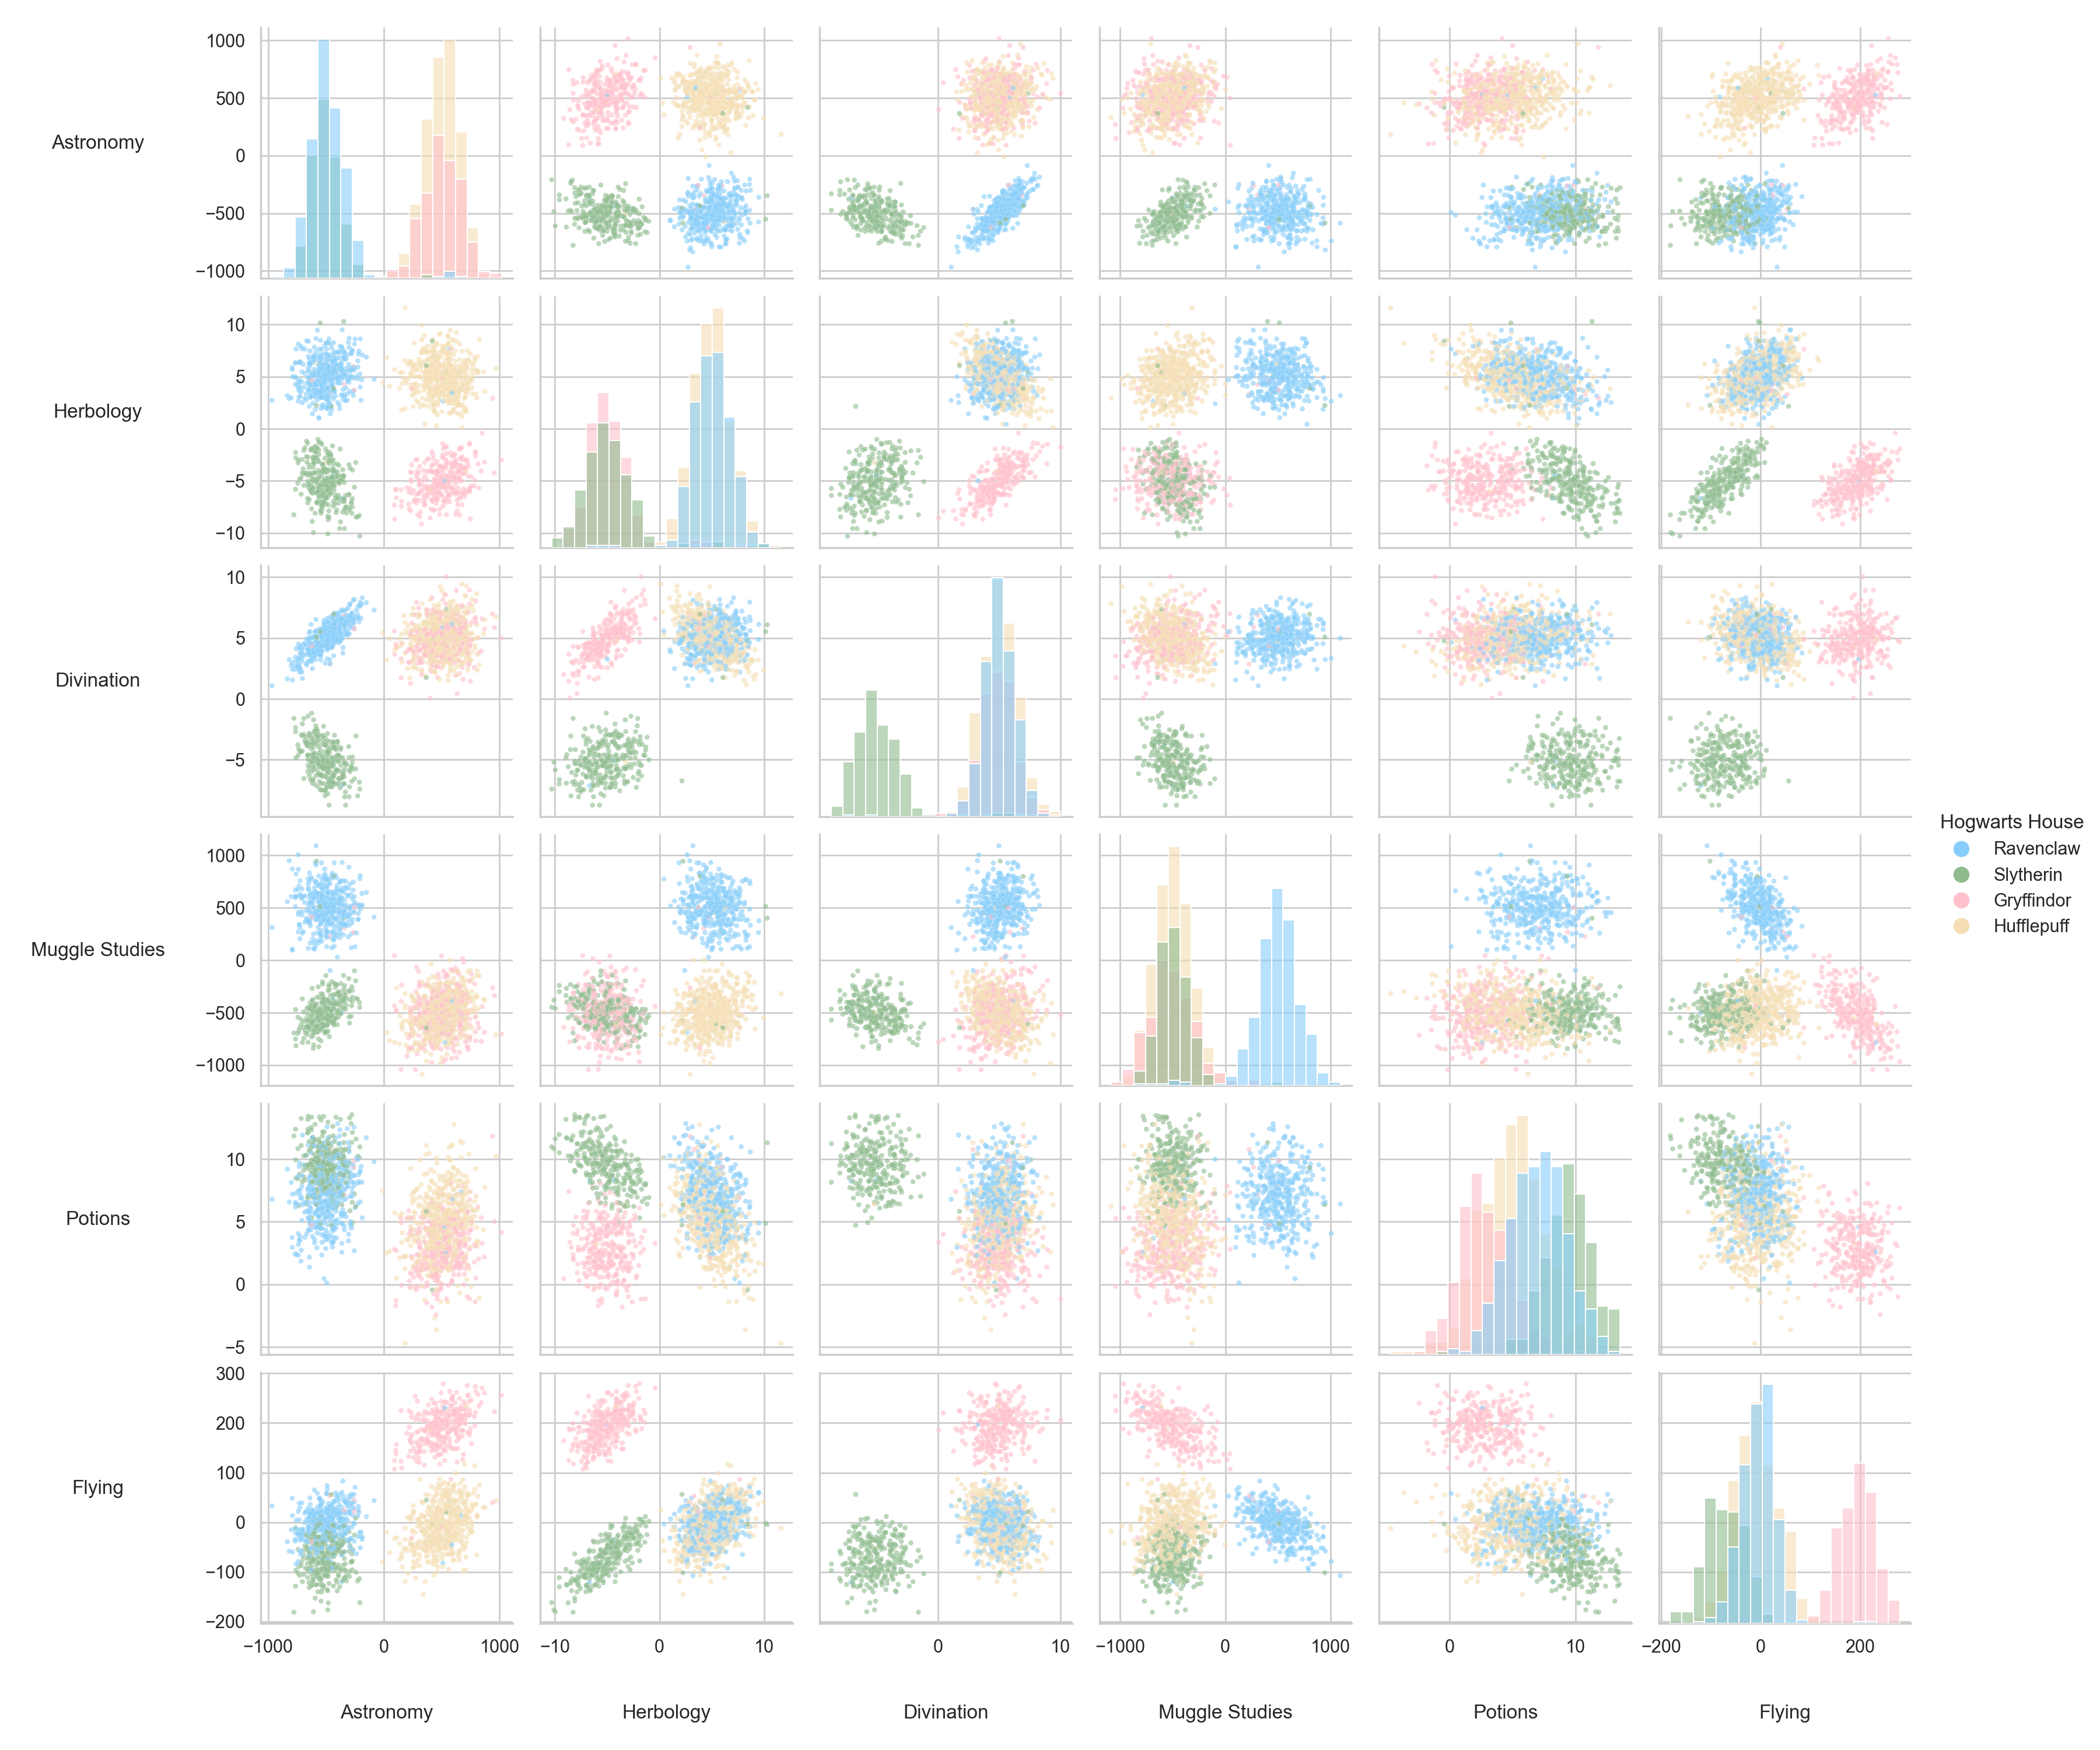 1000
500
Astronomy
0
−500
−1000
10
5
Herbology
0
−5
−10
10
5
Divination
0
−5
1000
500
Muggle Studies
0
−500
−1000
10
Potions
5
0
−5
300
200
100
Flying
0
−100
−200
−1000 0 1000 −10 0 10 0 10 −1000 0 1000 0 10 −200 0 200
Astronomy Herbology Divination Muggle Studies Potions Flying
Hogwarts House
Ravenclaw
Slytherin
Gryffindor
Hufflepuff